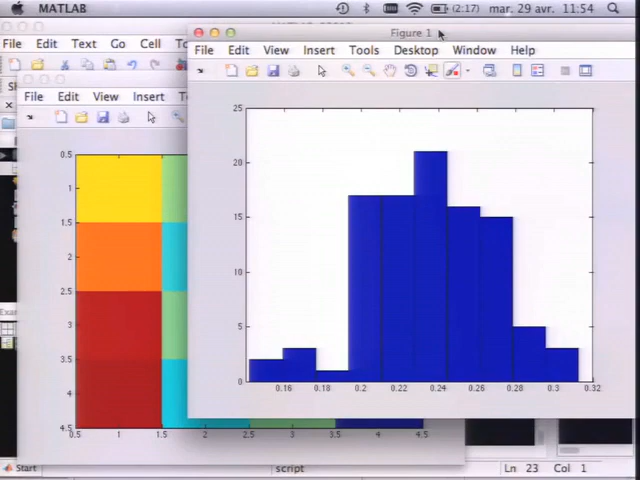 MATLAB
(2:17) mar. 29 avr. 11:54
File Edit Text Go Cell
Figure 1
File Edit View Insert Tools Desktop Window Help
File Edit View Insert
25
20
15
10
5
0
0.16 0.18 0.2 0.22 0.24 0.26 0.28 0.3 0.32
0.5
1
1.5
2
2.5
3
3.5
4
4.5
0.5 1 1.5 2 2.5 3 3.5 4 4.5
Start
script
Ln 23 Col 1